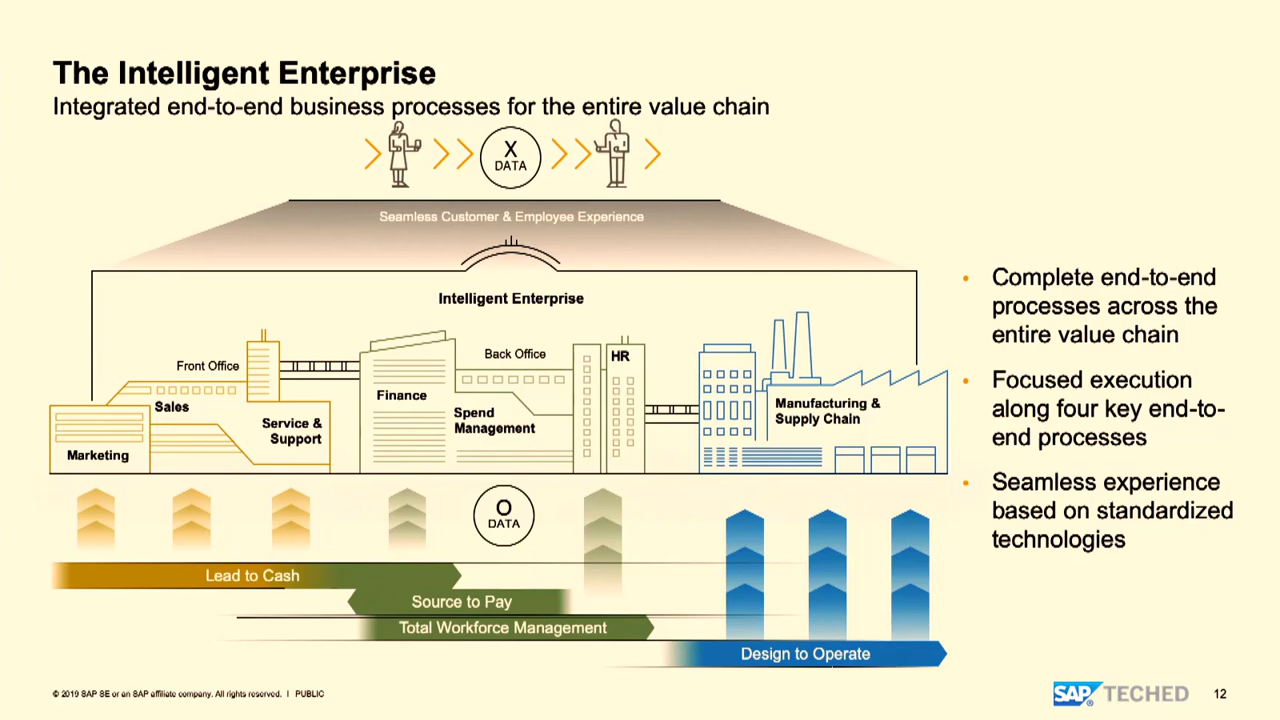 The Intelligent Enterprise
Integrated end-to-end business processes for the entire value chain
X
DATA
Seamless Customer & Employee Experience
Intelligent Enterprise
Front Office
Back Office
HR
Sales
Finance
Manufacturing &
Supply Chain
Service &
Support
Spend
Management
Marketing
O
DATA
Lead to Cash
Source to Pay
Total Workforce Management
Design to Operate
• Complete end-to-end
processes across the
entire value chain
• Focused execution
along four key end-to-
end processes
• Seamless experience
based on standardized
technologies
© 2019 SAP SE or an SAP affiliate company. All rights reserved. | PUBLIC
SAP® TECHED
12